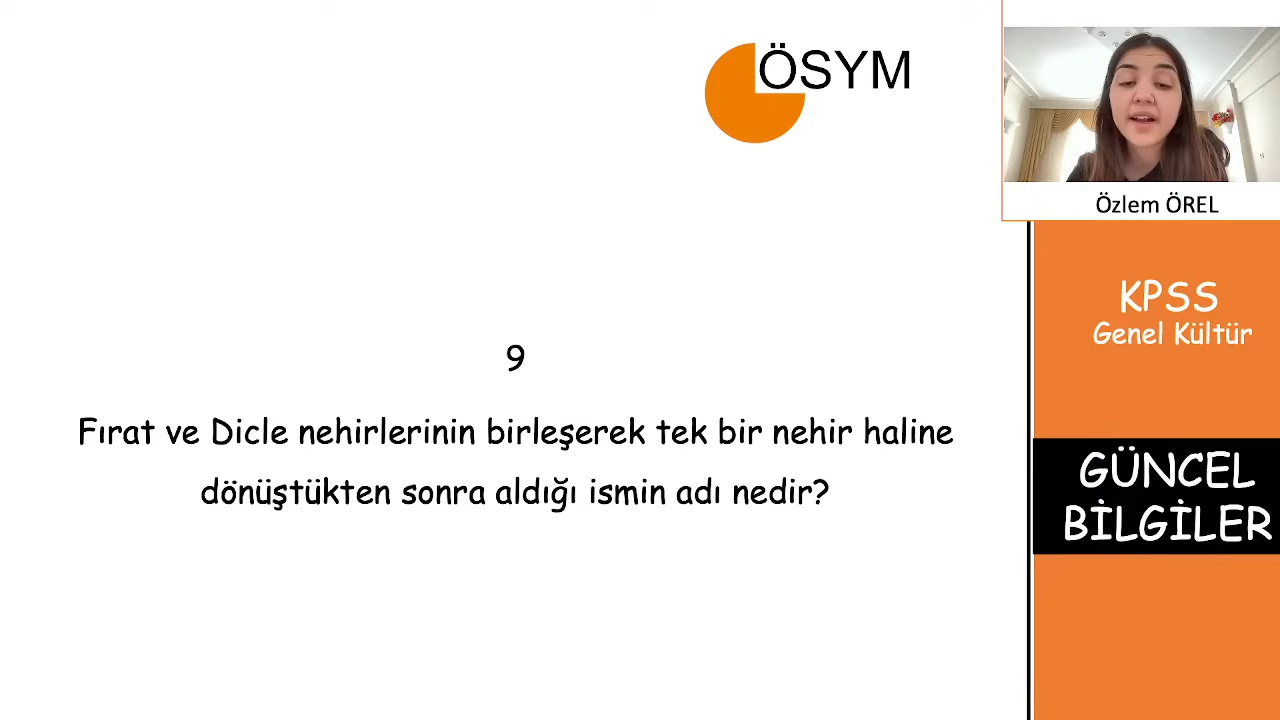 ÖSYM
Özlem ÖREL
KPSS
Genel Kültür
9
Fırat ve Dicle nehirlerinin birleşerek tek bir nehir haline
dönüştükten sonra aldığı ismin adı nedir?
GÜNCEL
BİLGİLER